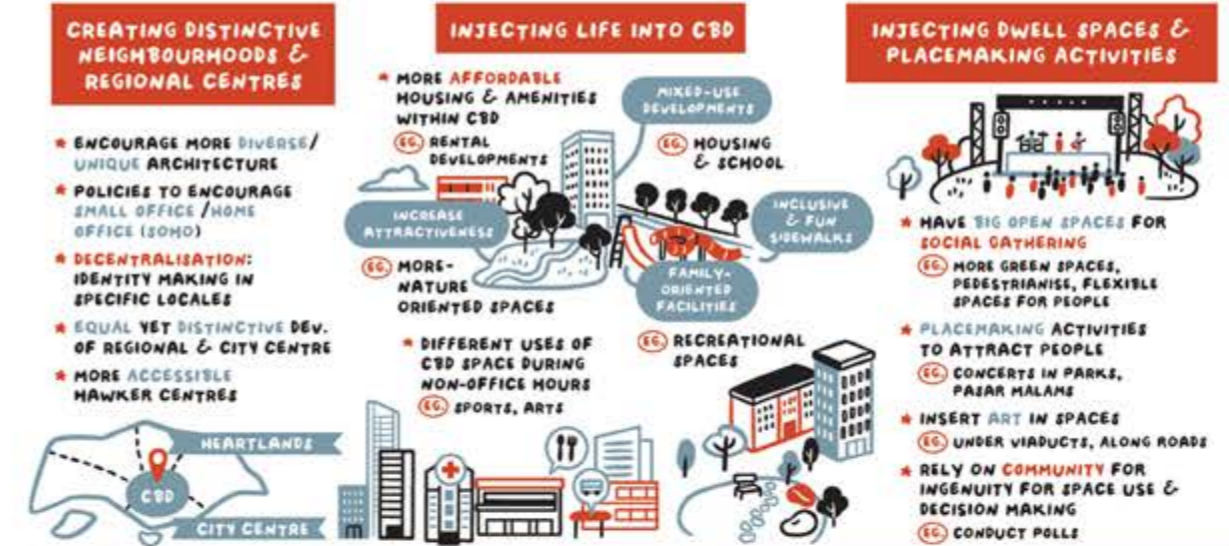 CREATING DISTINCTIVE
NEIGHBOURHOODS &
REGIONAL CENTRES
* ENCOURAGE MORE DIVERSE/
UNIQUE ARCHITECTURE
* POLICIES TO ENCOURAGE
SMALL OFFICE /HOME
OFFICE (SOHO)
* DECENTRALISATION:
IDENTITY MAKING IN
SPECIFIC LOCALES
* EQUAL YET DISTINCTIVE DEV.
OF REGIONAL & CITY CENTRE
* MORE ACCESSIBLE
HAWKER CENTRES
HEARTLANDS
CBD
CITY CENTRE
INJECTING LIFE INTO CBD
* MORE AFFORDABLE
HOUSING & AMENITIES
WITHIN CBD
EG. RENTAL
DEVELOPMENTS
MIXED-USE
DEVELOPMENTS
EG. HOUSING
& SCHOOL
INCREASE
ATTRACTIVENESS
EG. MORE-
NATURE
ORIENTED SPACES
INCLUSIVE
& FUN
SIDEWALKS
FAMILY-
ORIENTED
FACILITIES
EG. RECREATIONAL
SPACES
* DIFFERENT USES OF
CBD SPACE DURING
NON-OFFICE HOURS
EG. SPORTS, ARTS
INJECTING DWELL SPACES &
PLACEMAKING ACTIVITIES
* HAVE BIG OPEN SPACES FOR
SOCIAL GATHERING
EG. MORE GREEN SPACES,
PEDESTRIANISE, FLEXIBLE
SPACES FOR PEOPLE
* PLACEMAKING ACTIVITIES
TO ATTRACT PEOPLE
EG. CONCERTS IN PARKS,
PASAR MALAMS
* INSERT ART IN SPACES
EG. UNDER VIADUCTS, ALONG ROADS
* RELY ON COMMUNITY FOR
INGENUITY FOR SPACE USE &
DECISION MAKING
EG. CONDUCT POLLS